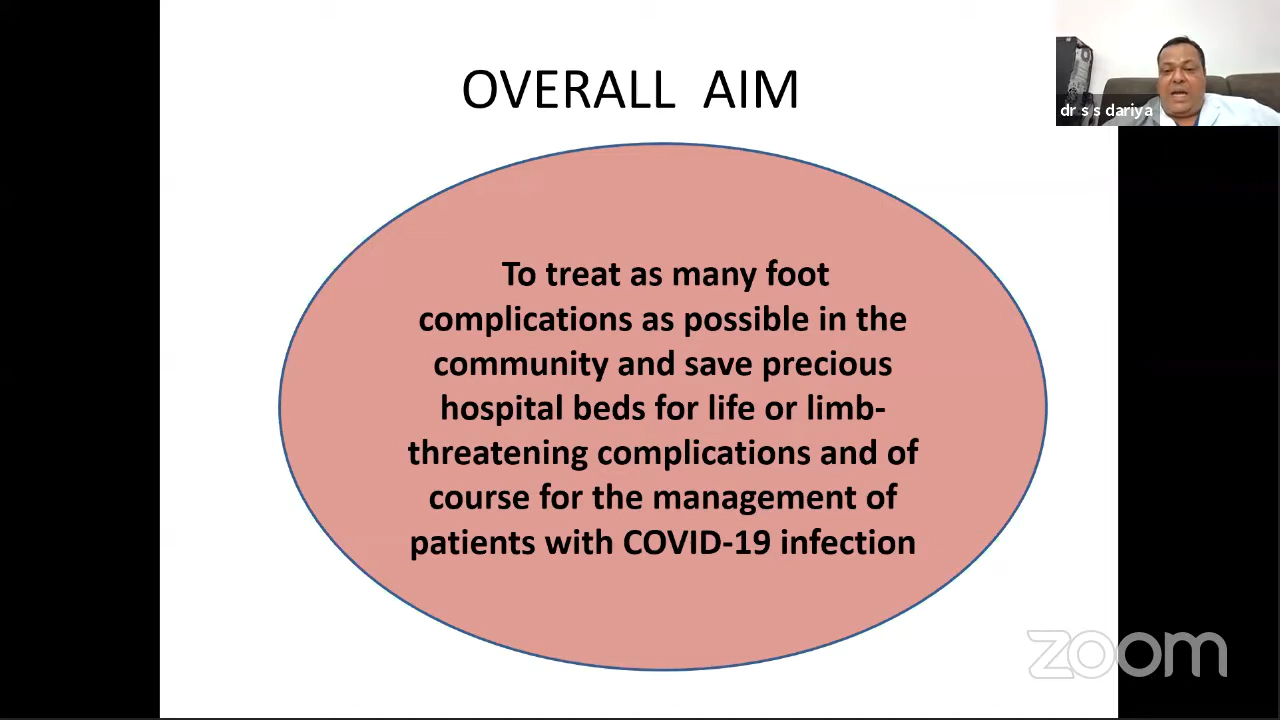 OVERALL AIM
dr s s dariya
To treat as many foot
complications as possible in the
community and save precious
hospital beds for life or limb-
threatening complications and of
course for the management of
patients with COVID-19 infection
zoom